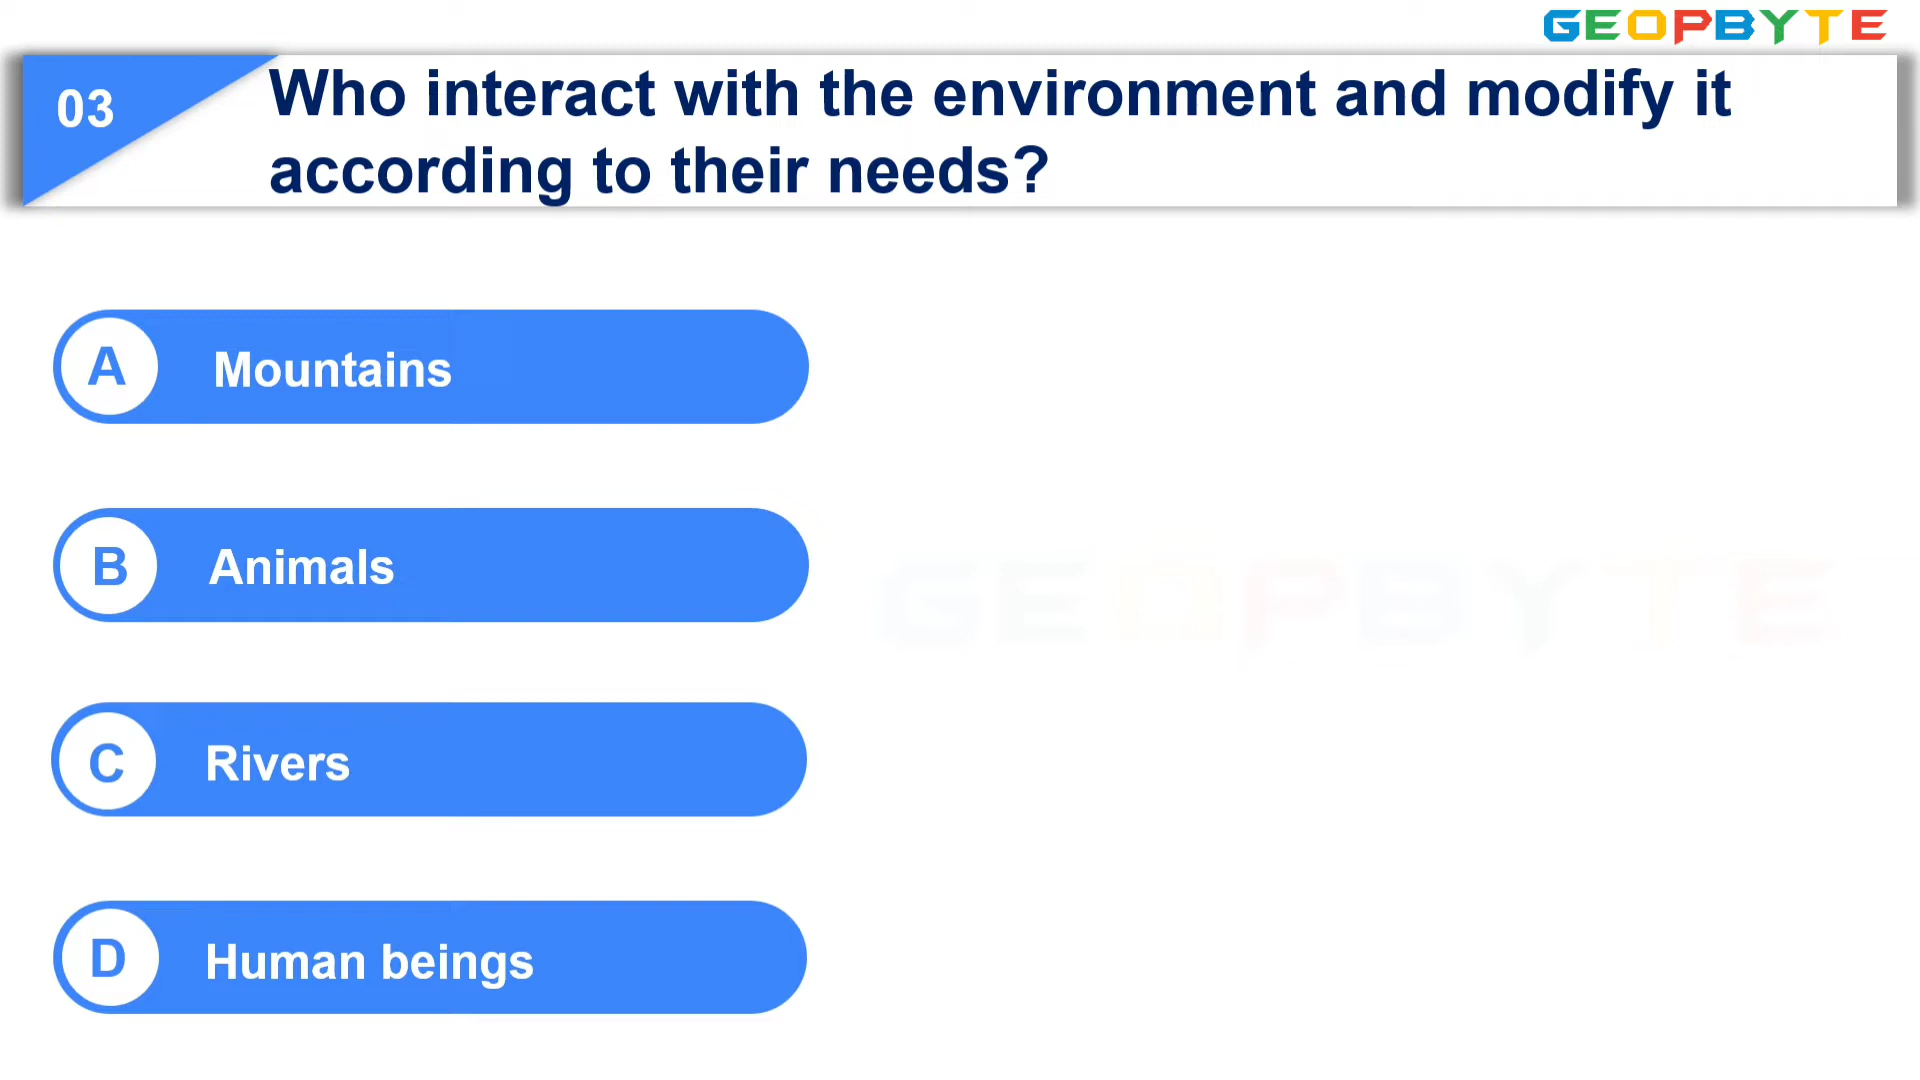 GEOPBYTE
03
Who interact with the environment and modify it
according to their needs?
A Mountains
B Animals
GEOPBYTE
C Rivers
D Human beings